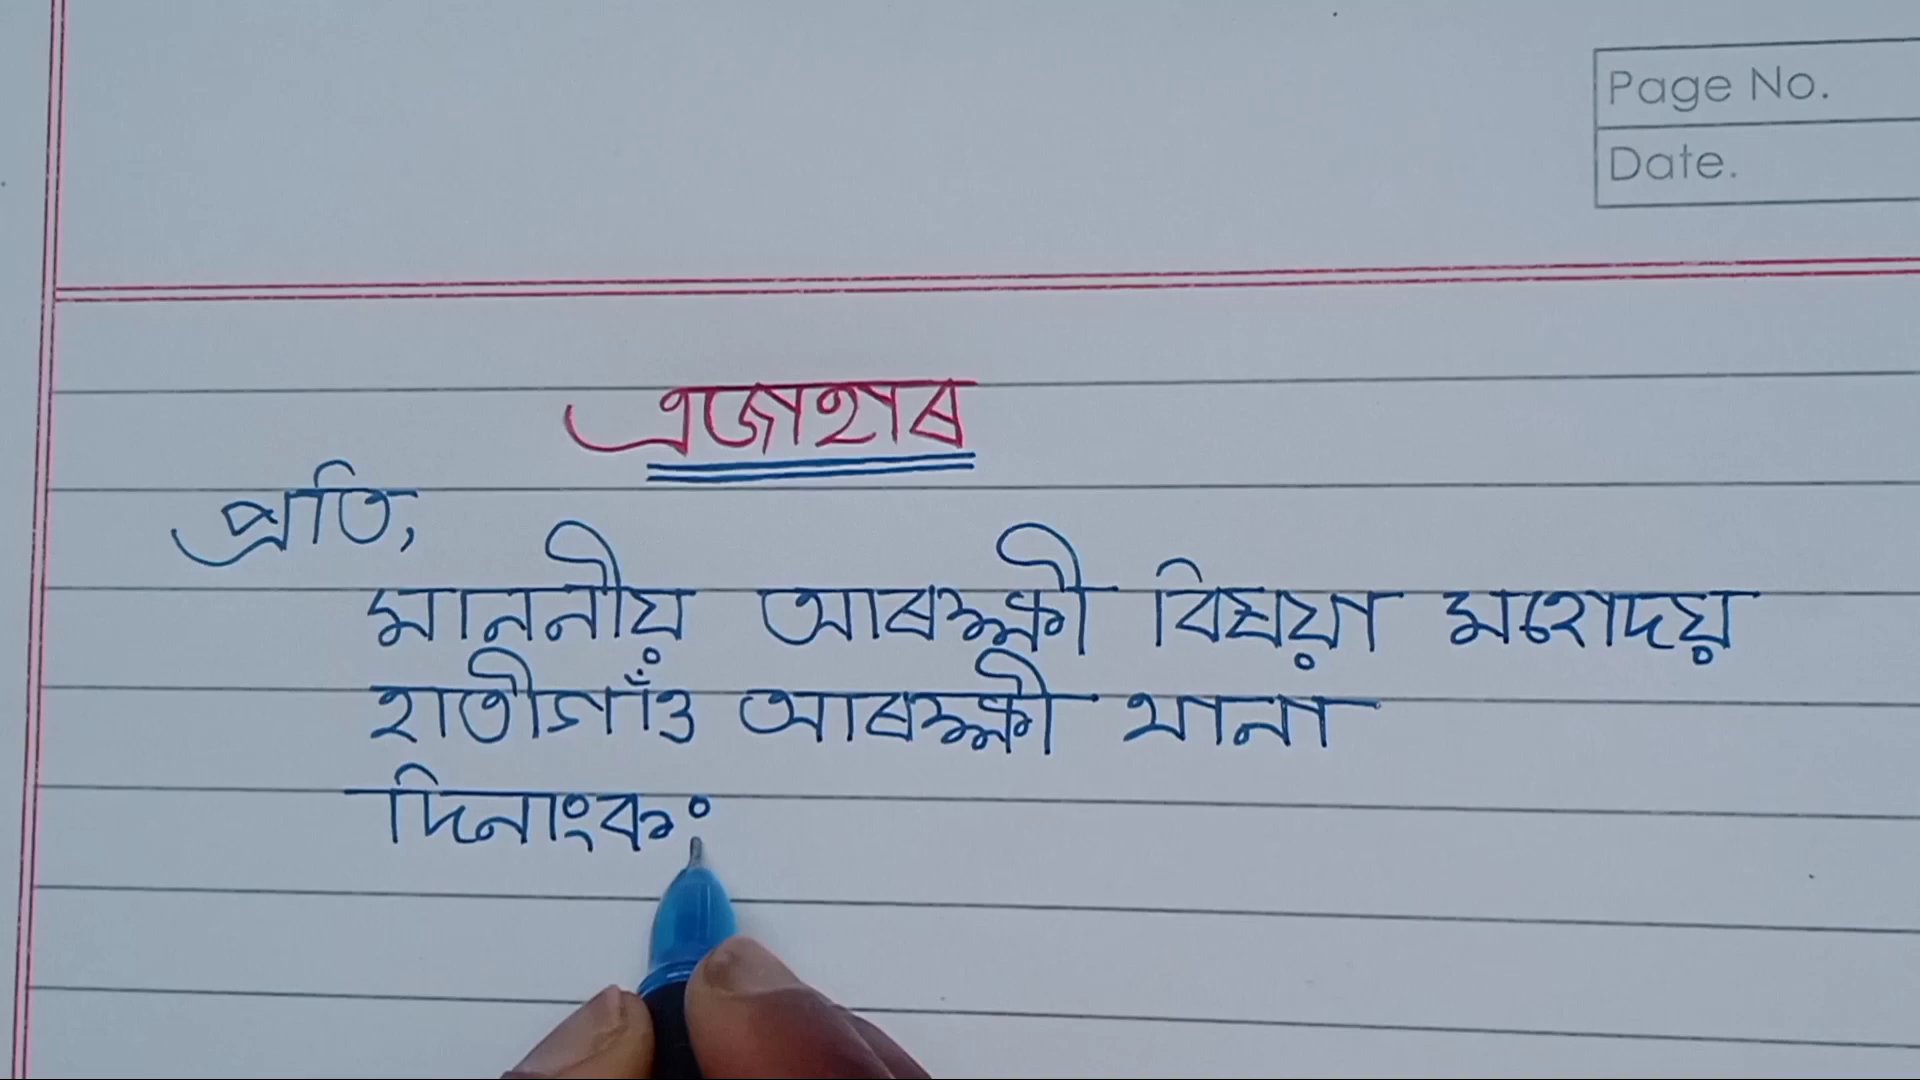 Page No.
Date.
এজাহাৰ
প্ৰতি,
মাননীয় আৰক্ষী বিষয়া মহোদয়
হাতীগাঁও আৰক্ষী থানা
দিনাংকঃ